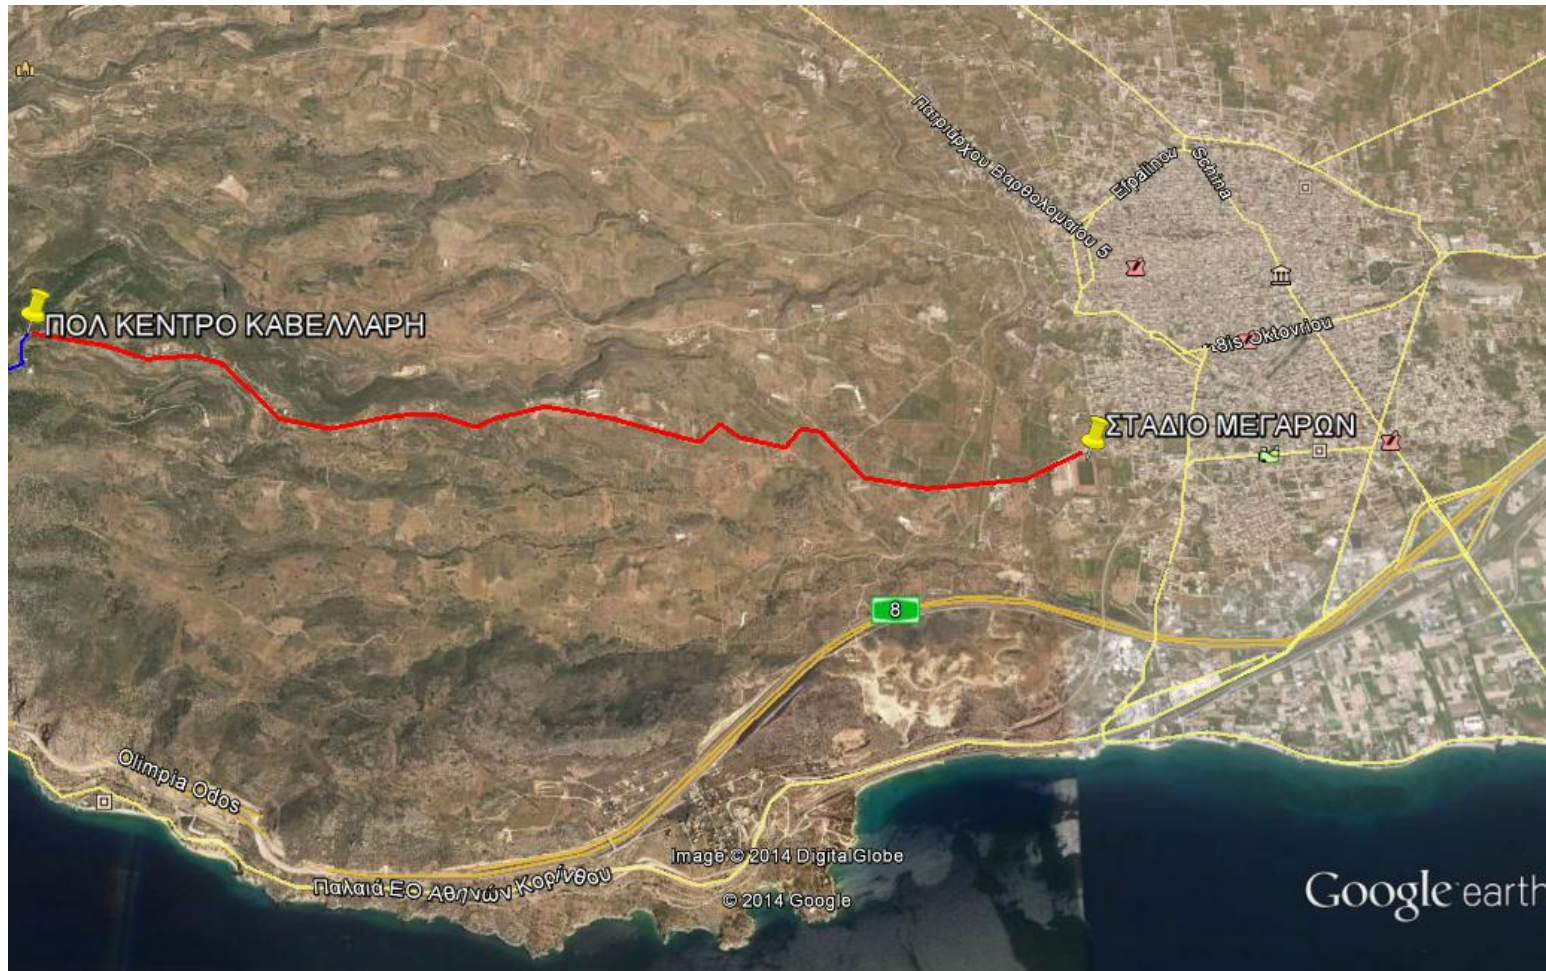 Πατριάρχου Βαρθολομαίου 5
Efpalinou
Schina
ΠΟΛ ΚΕΝΤΡΟ ΚΑΒΕΛΛΑΡΗ
28is Oktovriou
ΣΤΑΔΙΟ ΜΕΓΑΡΩΝ
8
Olimpia Odos
Παλαιά ΕΟ Αθηνών Κορίνθου
Image © 2014 DigitalGlobe
© 2014 Google
Google earth